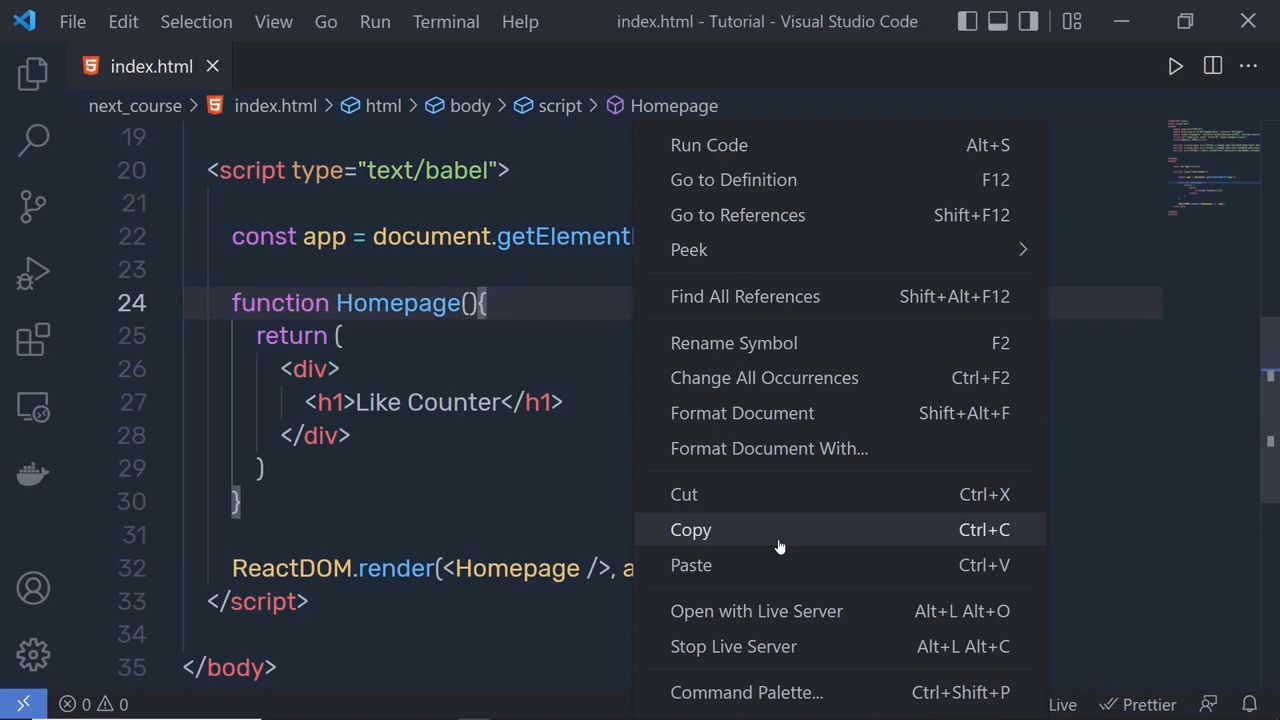 File Edit Selection View Go Run Terminal Help index.html - Tutorial - Visual Studio Code
index.html
next_course > index.html > html > body > script > Homepage
19
20 <script type="text/babel">
21
22 const app = document.getElement
23
24 function Homepage(){
25 return (
26 <div>
27 <h1>Like Counter</h1>
28 </div>
29 )
30 }
31
32 ReactDOM.render(<Homepage />, a
33 </script>
34
35 </body>
Run Code Alt+S
Go to Definition F12
Go to References Shift+F12
Peek
Find All References Shift+Alt+F12
Rename Symbol F2
Change All Occurrences Ctrl+F2
Format Document Shift+Alt+F
Format Document With...
Cut Ctrl+X
Copy Ctrl+C
Paste Ctrl+V
Open with Live Server Alt+L Alt+O
Stop Live Server Alt+L Alt+C
Command Palette... Ctrl+Shift+P
0 0 Live Prettier